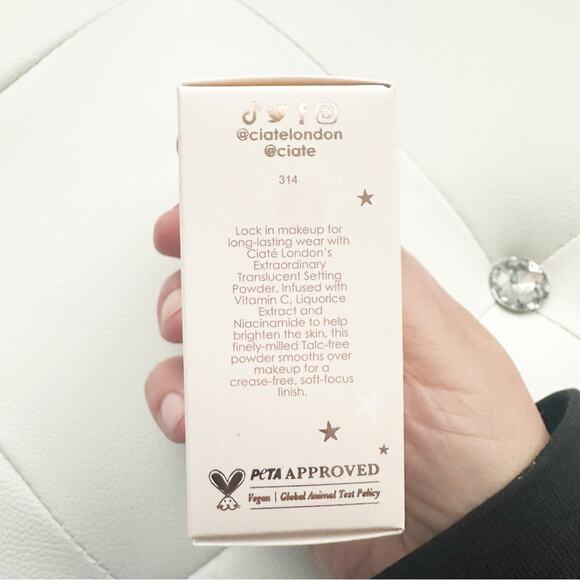 @ciatelondon
@ciate
314
Lock in makeup for
long-lasting wear with
Ciaté London's
Extraordinary
Translucent Setting
Powder. Infused with
Vitamin C, Liquorice
Extract and
Niacinamide to help
brighten the skin, this
finely-milled Talc-free
powder smooths over
makeup for a
crease-free, soft-focus
finish.
PETA APPROVED
Vegan | Global Animal Test Policy